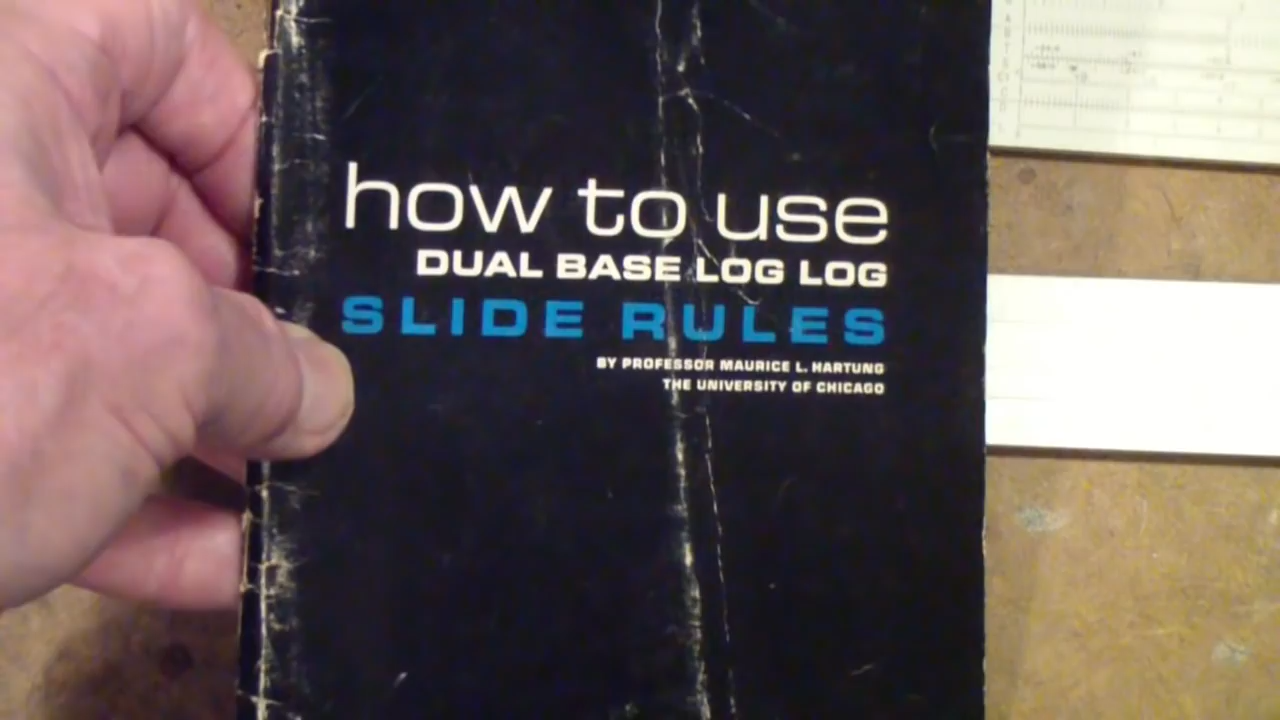 how to use
DUAL BASE LOG LOG
SLIDE RULES
BY PROFESSOR MAURICE L. HARTUNG
THE UNIVERSITY OF CHICAGO